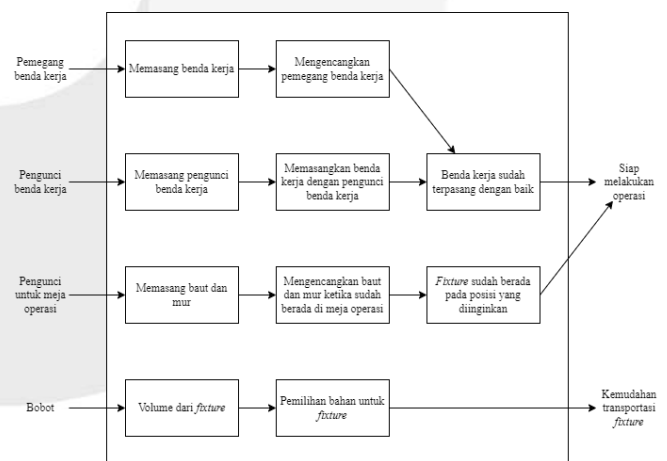 Pemegang
benda kerja
Memasang benda kerja
Mengencangkan
pemegang benda kerja
Pengunci
benda kerja
Memasang pengunci
benda kerja
Memasangkan benda
kerja dengan pengunci
benda kerja
Benda kerja sudah
terpasang dengan baik
Siap
melakukan
operasi
Pengunci
untuk meja
operasi
Memasang baut dan
mur
Mengencangkan baut
dan mur ketika sudah
berada di meja operasi
Fixture sudah berada
pada posisi yang
diinginkan
Bobot
Volume dari fixture
Pemilihan bahan untuk
fixture
Kemudahan
transportasi
fixture